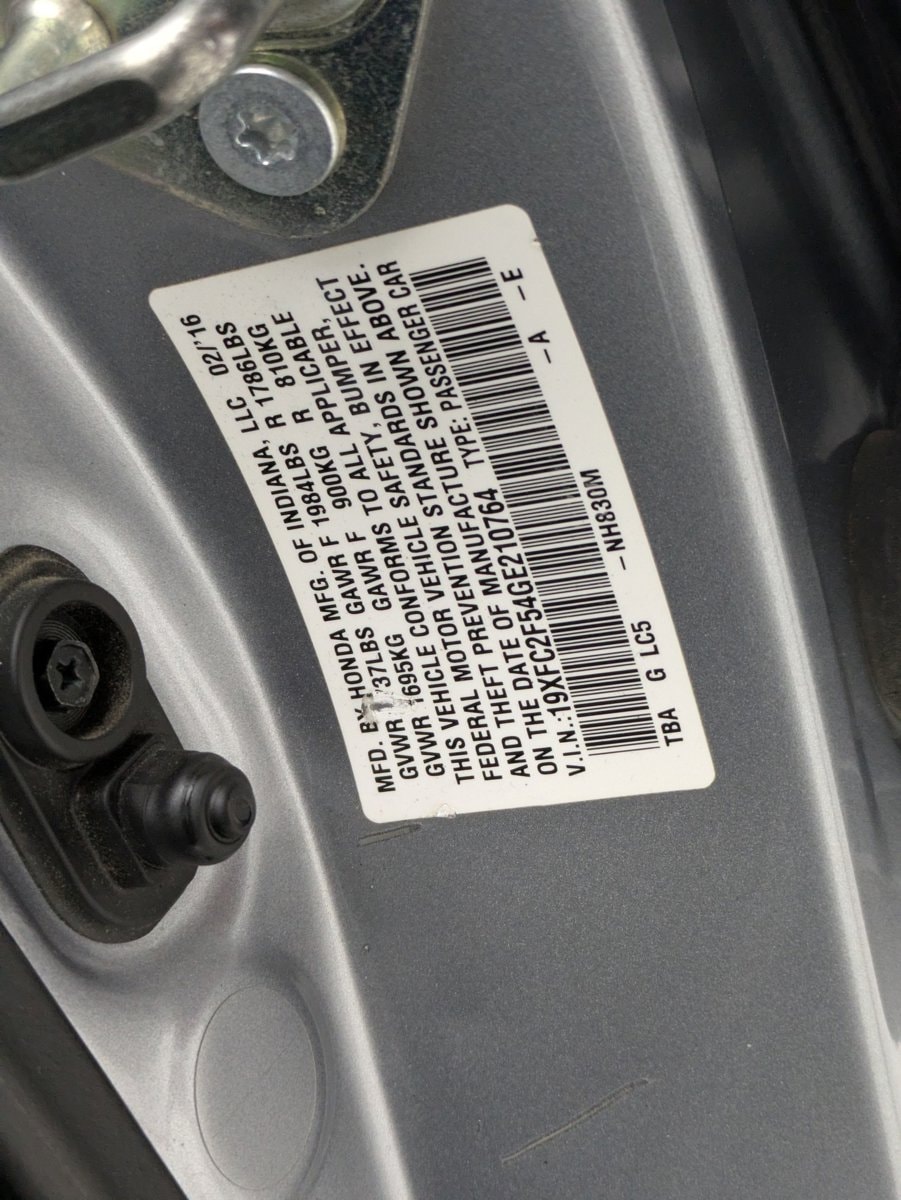 MFD. BY HONDA MFG. OF INDIANA, LLC 02/'16
GVWR GAWR F 1984LBS R 1786LBS
GVWR 1695KG GAWR F 900KG R 810KG
THIS VEHICLE CONFORMS TO ALL APPLICABLE
FEDERAL MOTOR VEHICLE SAFETY, BUMPER,
AND THEFT PREVENTION STANDARDS IN EFFECT
ON THE DATE OF MANUFACTURE SHOWN ABOVE.
V.I.N.:19XFC2F54GE210764 TYPE: PASSENGER CAR
TBA G LC5 -NH830M -A -E